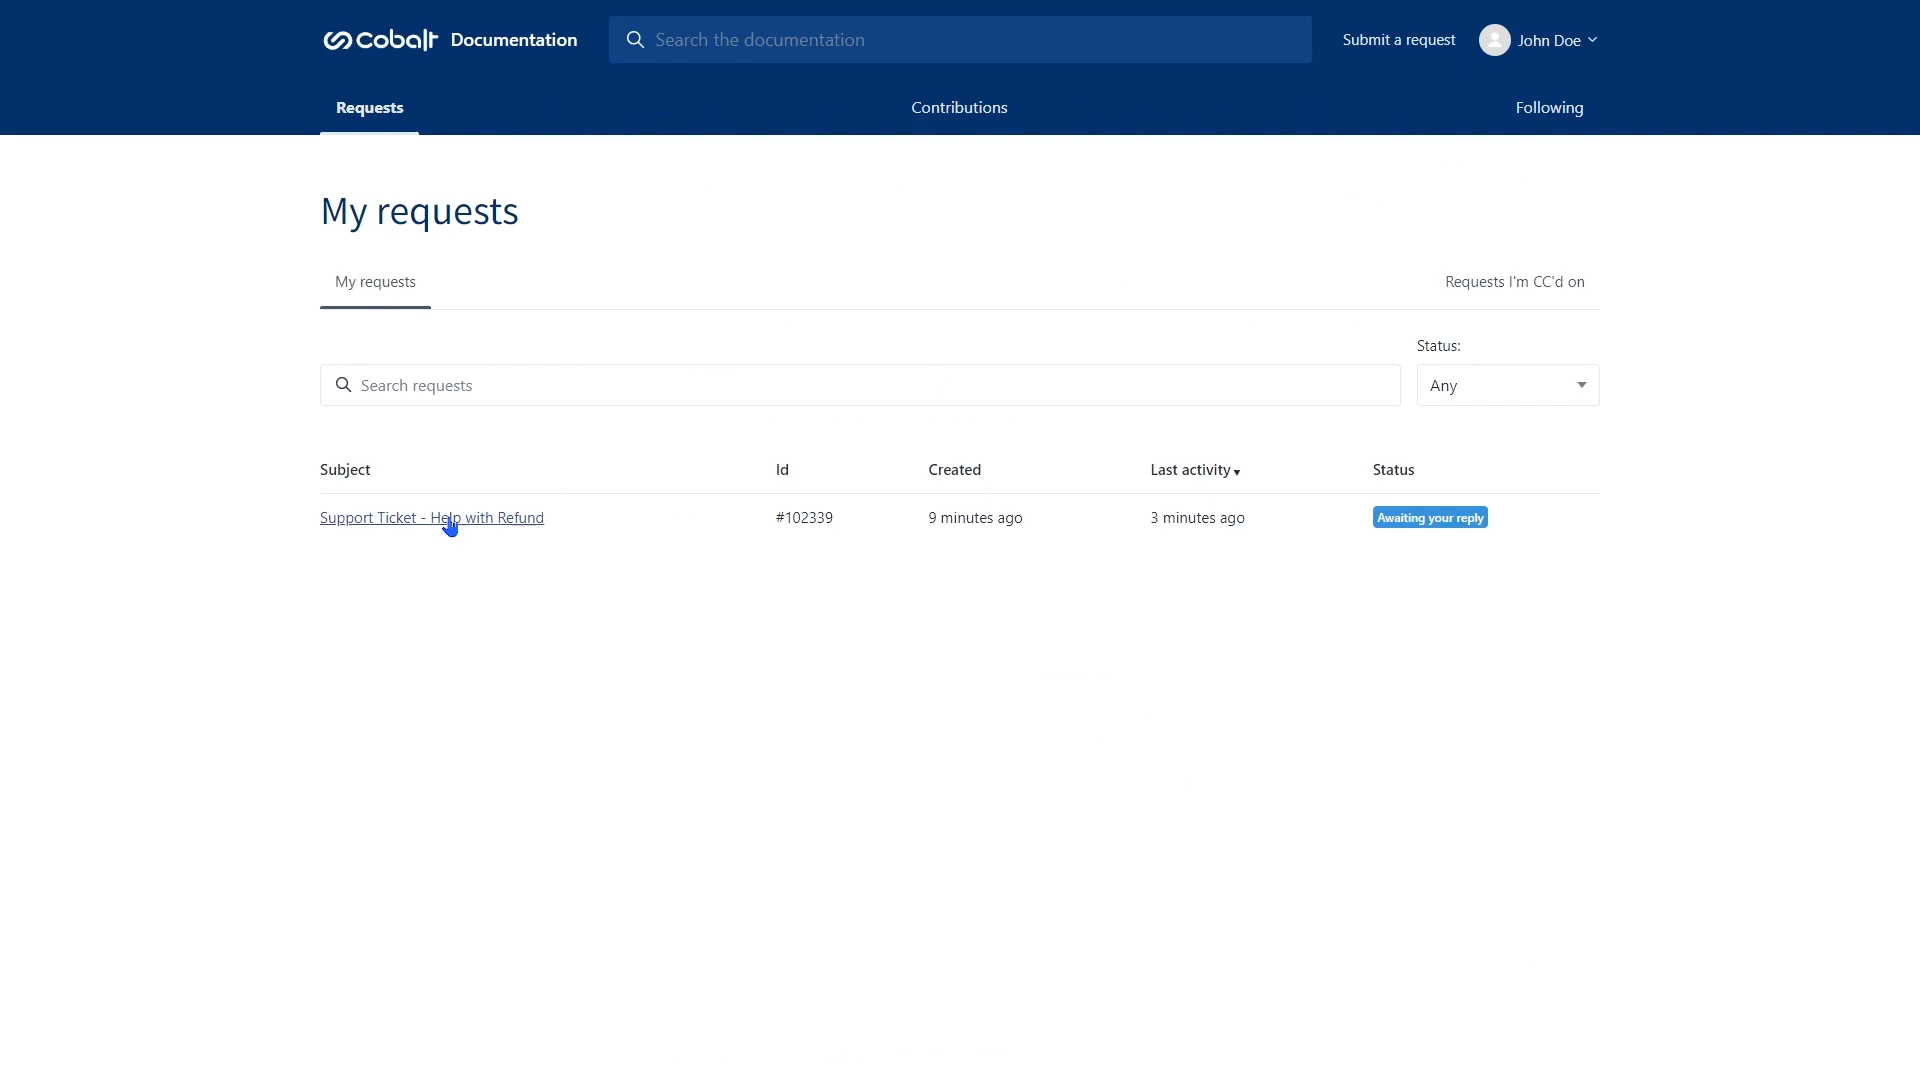 Cobalt Documentation
Search the documentation
Submit a request
John Doe
Requests
Contributions
Following
My requests
My requests
Requests I'm CC'd on
Status:
Search requests
Any
Subject Id Created Last activity Status
Support Ticket - Help with Refund #102339 9 minutes ago 3 minutes ago Awaiting your reply